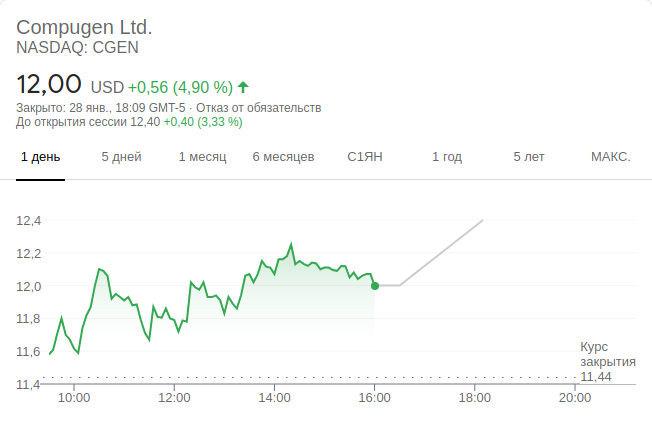 Compugen Ltd.
NASDAQ: CGEN
12,00 USD +0,56 (4,90 %)
Закрыто: 28 янв., 18:09 GMT-5 · Отказ от обязательств
До открытия сессии 12,40 +0,40 (3,33 %)
1 день 5 дней 1 месяц 6 месяцев С1ЯН 1 год 5 лет МАКС.
12,4
12,2
12,0
11,8
11,6
Курс
закрытия
11,44
11,4
10:00 12:00 14:00 16:00 18:00 20:00